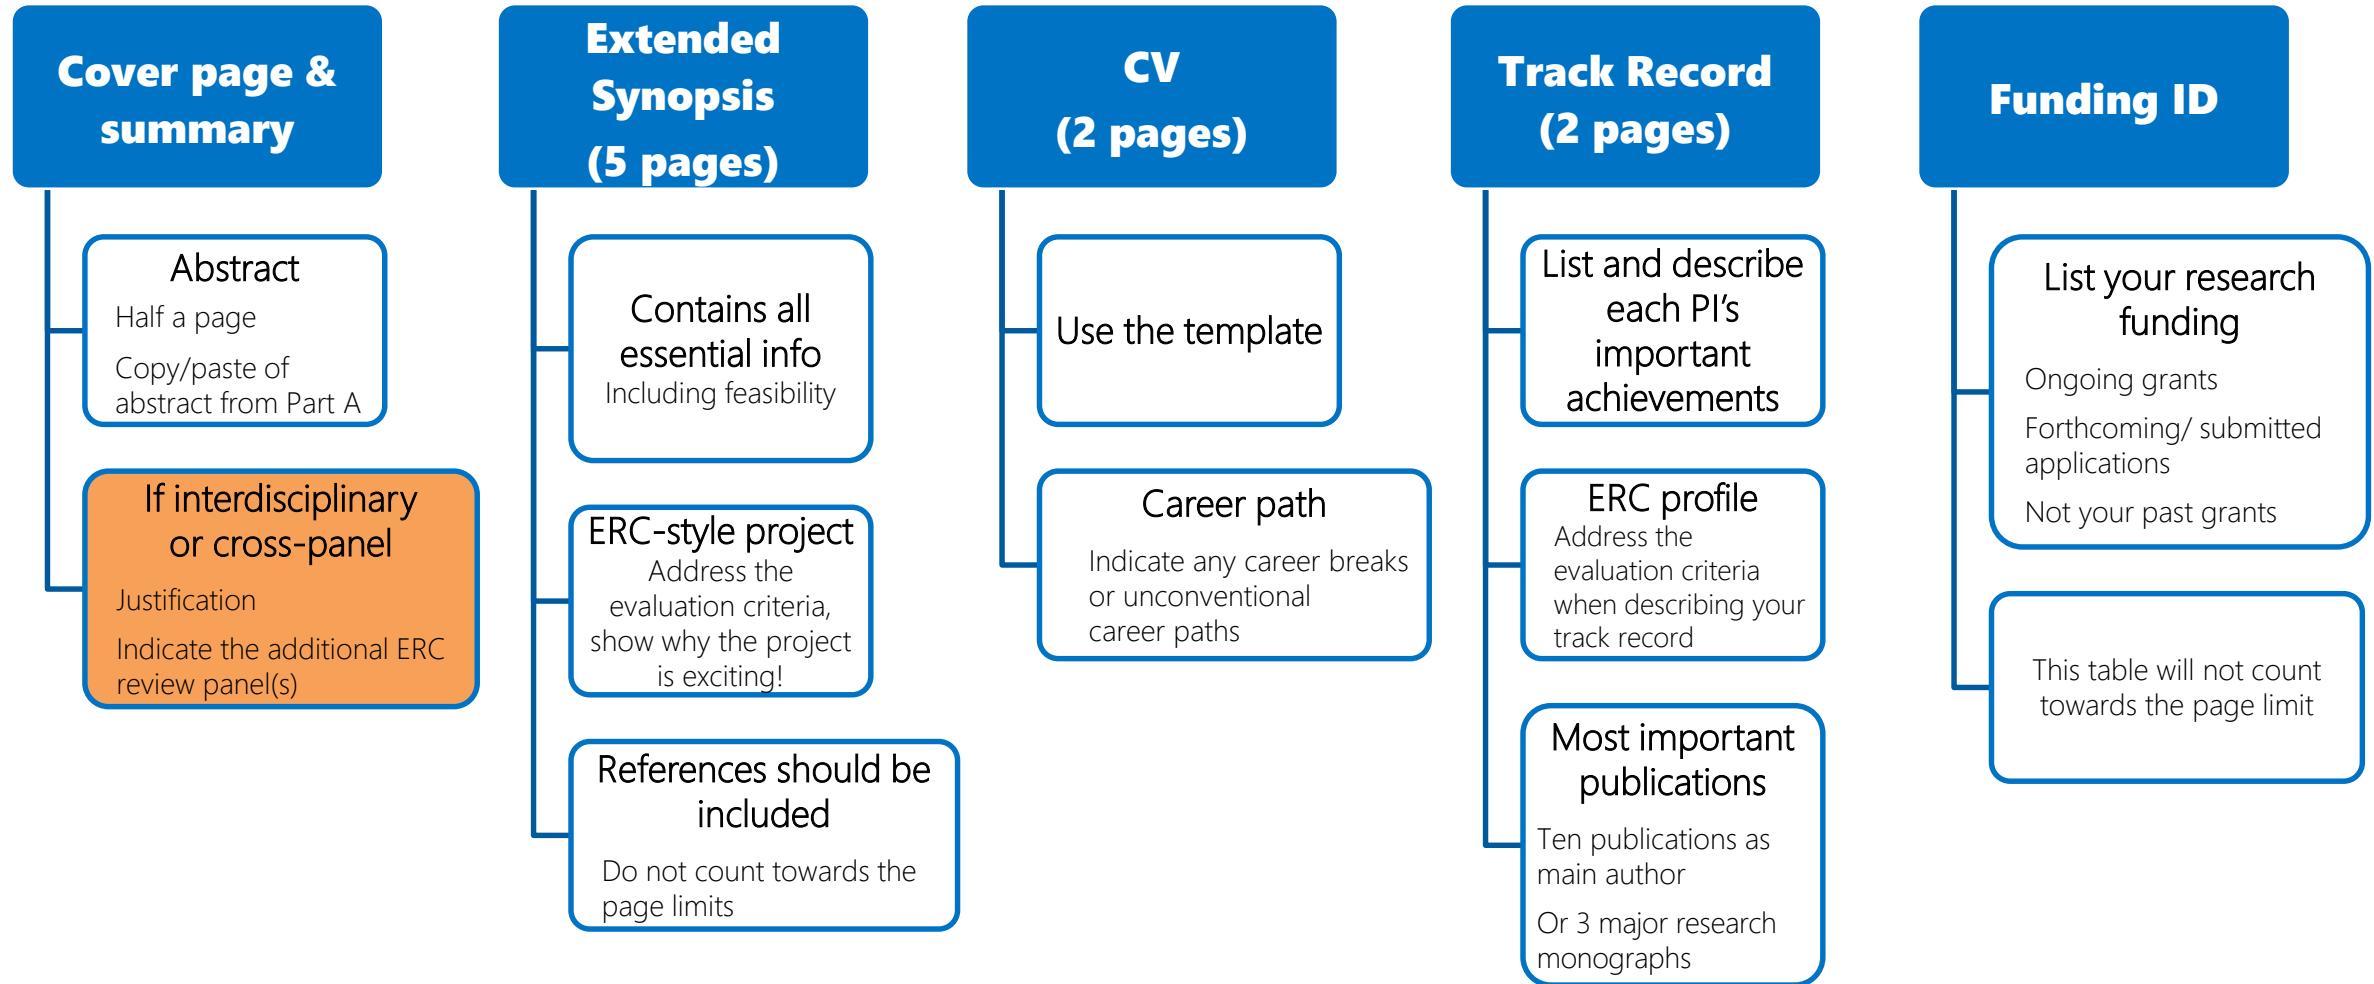 Cover page &
summary
Abstract
Half a page
Copy/paste of
abstract from Part A
If interdisciplinary
or cross-panel
Justification
Indicate the additional ERC
review panel(s)
Extended
Synopsis
(5 pages)
Contains all
essential info
Including feasibility
ERC-style project
Address the
evaluation criteria,
show why the project
is exciting!
References should be
included
Do not count towards the
page limits
CV
(2 pages)
Use the template
Career path
Indicate any career breaks
or unconventional
career paths
Track Record
(2 pages)
List and describe
each PI’s
important
achievements
ERC profile
Address the
evaluation criteria
when describing your
track record
Most important
publications
Ten publications as
main author
Or 3 major research
monographs
Funding ID
List your research
funding
Ongoing grants
Forthcoming/ submitted
applications
Not your past grants
This table will not count
towards the page limit